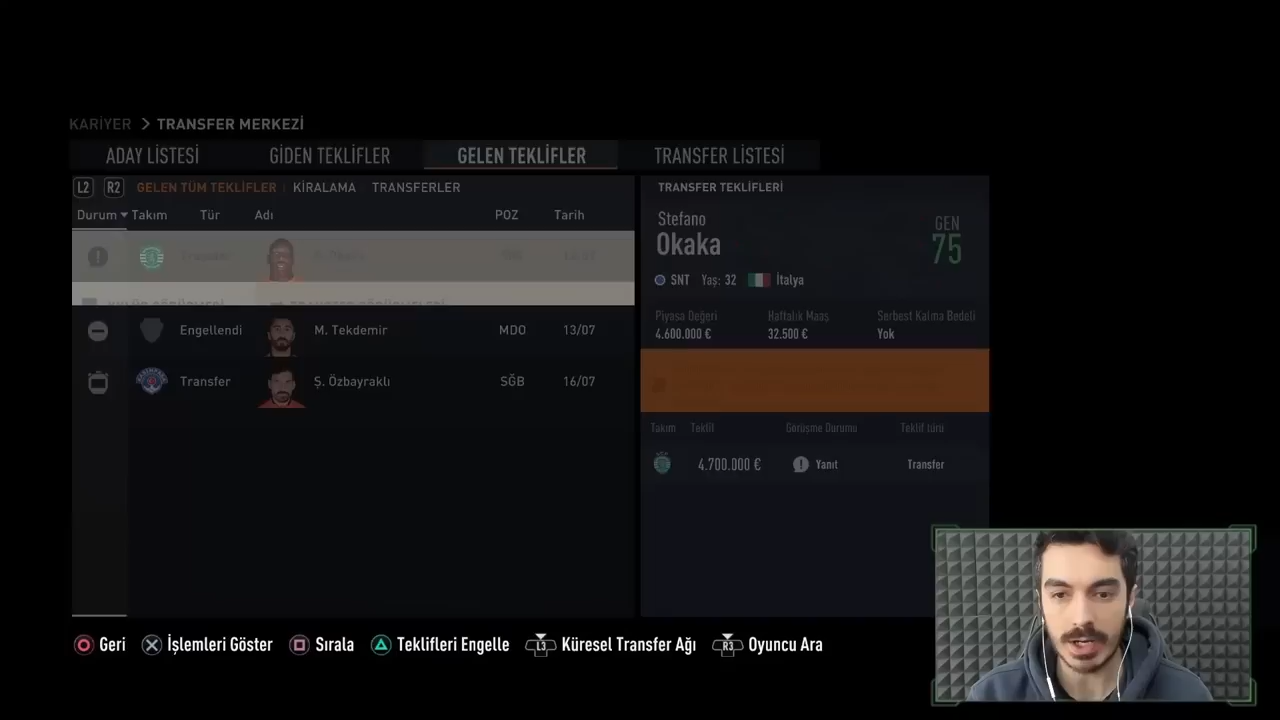 KARİYER > TRANSFER MERKEZİ
ADAY LİSTESİ GİDEN TEKLİFLER GELEN TEKLİFLER TRANSFER LİSTESİ
L2 R2 GELEN TÜM TEKLİFLER KİRALAMA TRANSFERLER
Durum Takım Tür Adı POZ Tarih
Engellendi M. Tekdemir MDO 13/07
Transfer Ş. Özbayraklı SĞB 16/07
TRANSFER TEKLİFLERİ
Stefano
Okaka
GEN
75
SNT Yaş: 32 İtalya
Piyasa Değeri Haftalık Maaş Serbest Kalma Bedeli
4.600.000 € 32.500 € Yok
Takım Teklif Görüşme Durumu Teklif türü
4.700.000 € Yanıt Transfer
Geri İşlemleri Göster Sırala Teklifleri Engelle L3 Küresel Transfer Ağı R3 Oyuncu Ara